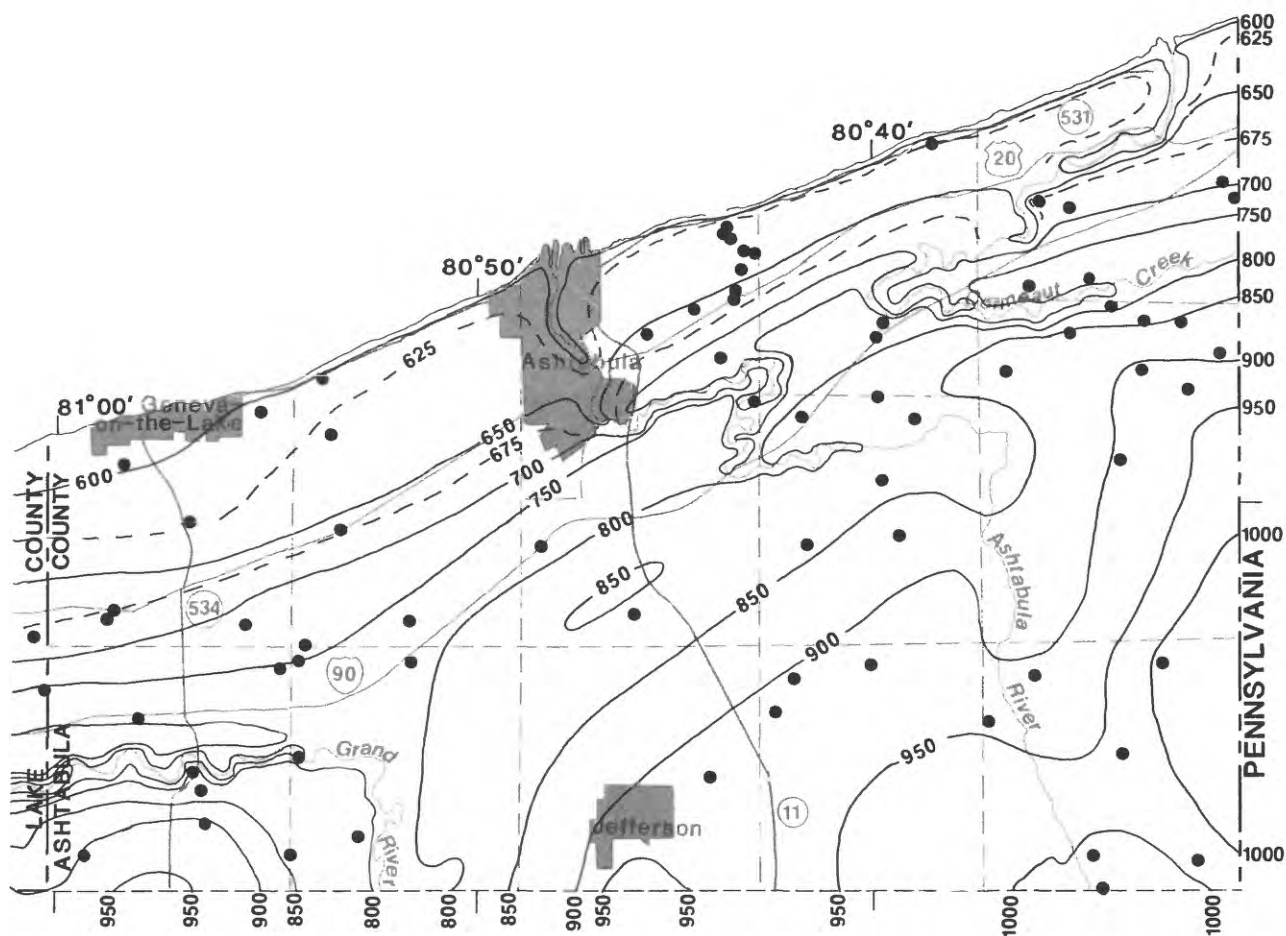 600
625
650
531
675
80°40'
20
700
750
800
Creek
Conneaut
850
80°50'
900
625
Ashtabula
950
81°00'
Geneva-
on-the-Lake
650
675
700
600
750
800
1000
COUNTY
COUNTY
Ashtabula
850
850
534
900
90
River
PENNSYLVANIA
Grand
950
LAKE
ASHTABULA
11
Jefferson
River
1000
950
950
900
850
800
850
900
950
950
950
1000
1000